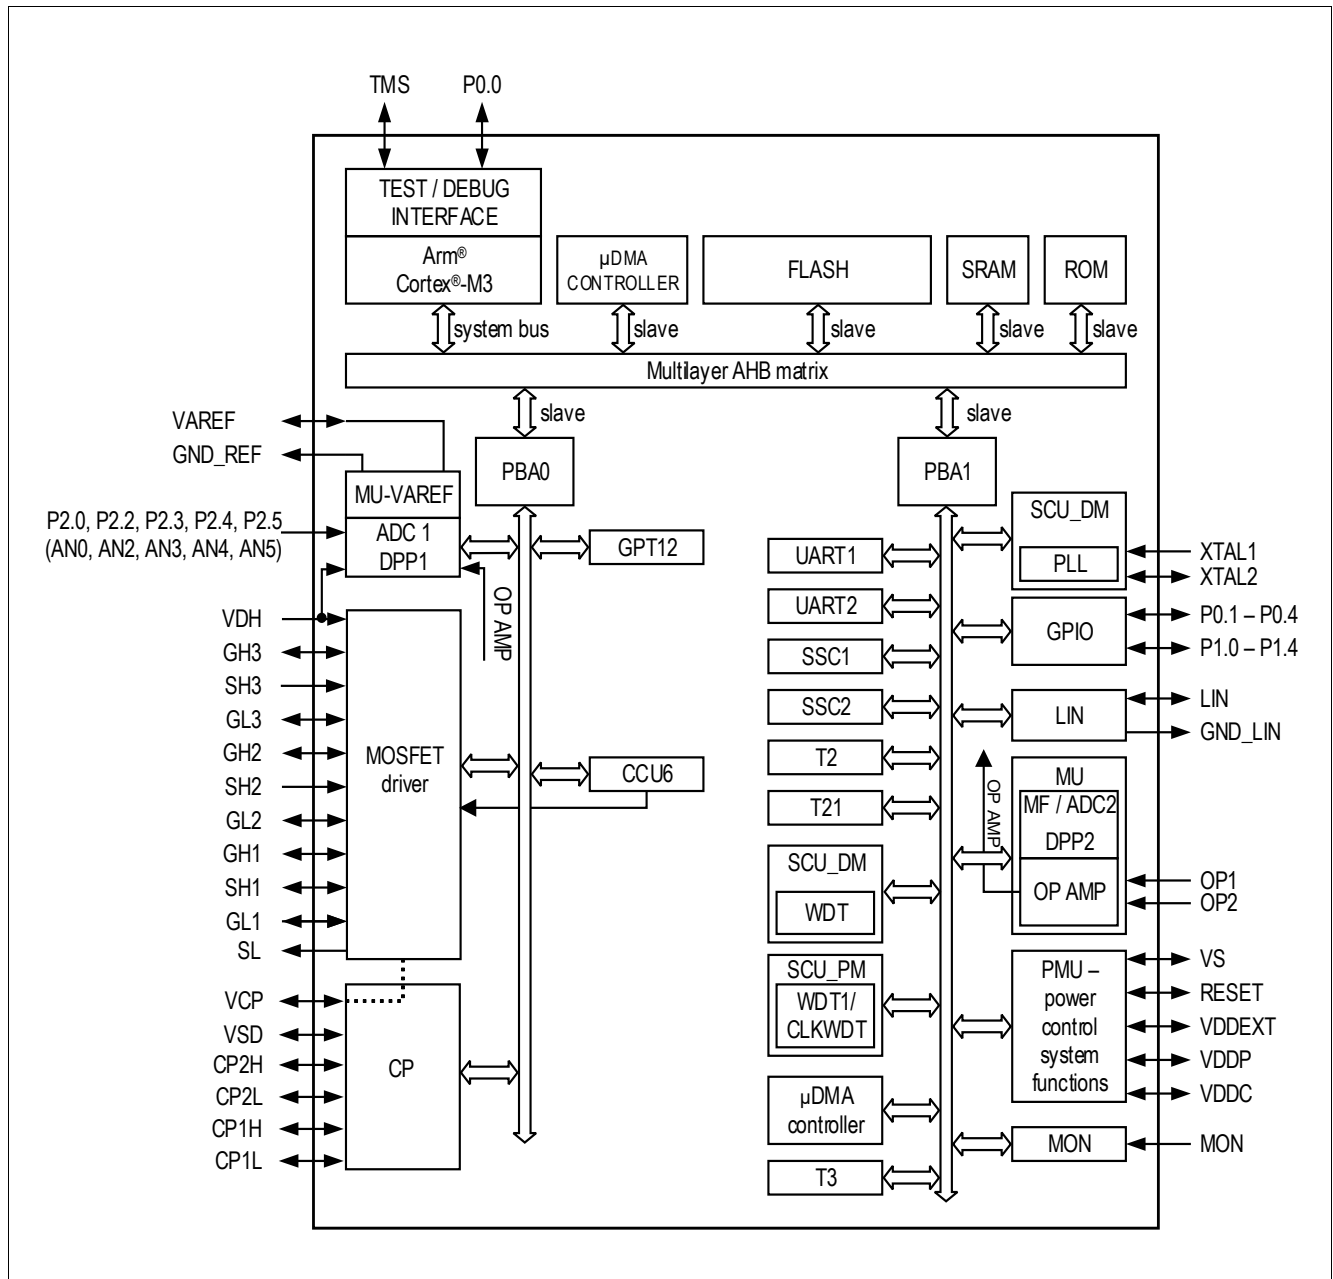 TMS P0.0
TEST / DEBUG
INTERFACE
Arm®
Cortex®-M3
µDMA
CONTROLLER
FLASH
SRAM
ROM
system bus
slave
slave
slave
slave
Multilayer AHB matrix
slave
slave
PBA0
PBA1
VAREF
GND_REF
P2.0, P2.2, P2.3, P2.4, P2.5
(AN0, AN2, AN3, AN4, AN5)
VDH
GH3
SH3
GL3
GH2
SH2
GL2
GH1
SH1
GL1
SL
VCP
VSD
CP2H
CP2L
CP1H
CP1L
MU-VAREF
ADC 1
DPP1
OP AMP
MOSFET
driver
CP
GPT12
CCU6
UART1
UART2
SSC1
SSC2
T2
T21
SCU_DM
WDT
SCU_PM
WDT1/
CLKWDT
µDMA
controller
T3
SCU_DM
PLL
GPIO
LIN
OP AMP
MU
MF / ADC2
DPP2
OP AMP
PMU –
power
control
system
functions
MON
XTAL1
XTAL2
P0.1 – P0.4
P1.0 – P1.4
LIN
GND_LIN
OP1
OP2
VS
RESET
VDDEXT
VDDP
VDDC
MON